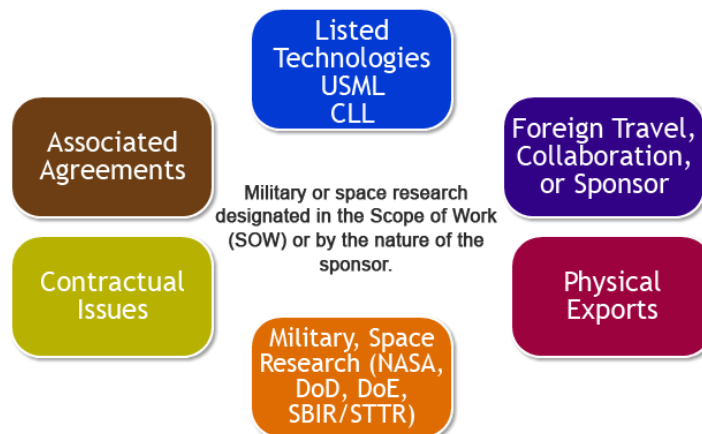 Listed
Technologies
USML
CLL
Associated
Agreements
Foreign Travel,
Collaboration,
or Sponsor
Military or space research
designated in the Scope of Work
(SOW) or by the nature of the
sponsor.
Contractual
Issues
Physical
Exports
Military, Space
Research (NASA,
DoD, DoE,
SBIR/STTR)